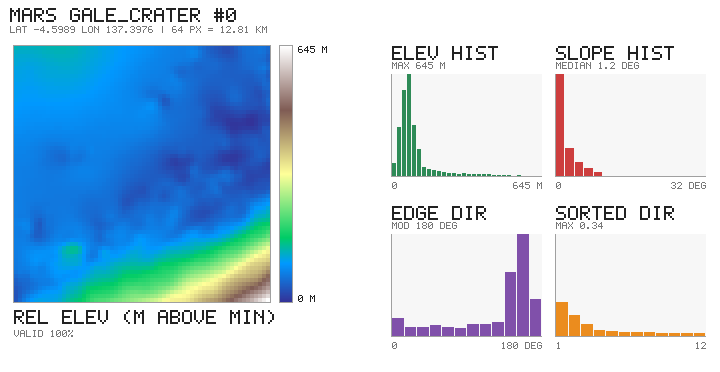 MARS GALE_CRATER #0
LAT -4.5989 LON 137.3976 | 64 PX = 12.81 KM
645 M
0 M
REL ELEV (M ABOVE MIN)
VALID 100%
ELEV HIST
MAX 645 M
0 645 M
SLOPE HIST
MEDIAN 1.2 DEG
0 32 DEG
EDGE DIR
MOD 180 DEG
0 180 DEG
SORTED DIR
MAX 0.34
1 12